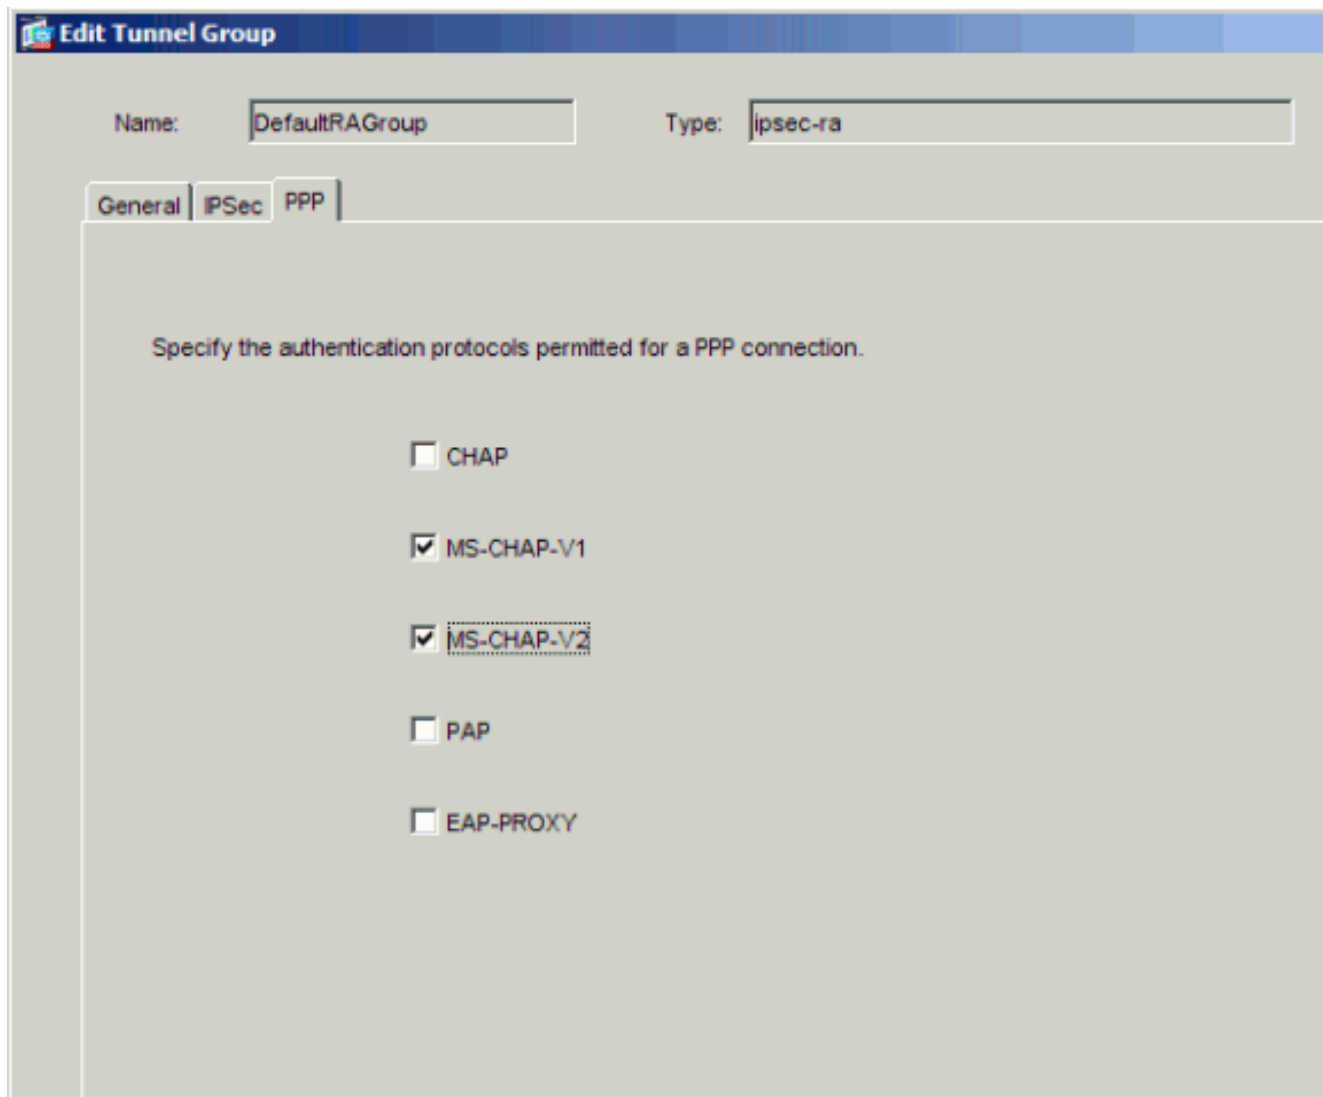 Edit Tunnel Group
Name: DefaultRAGroup Type: ipsec-ra
General IPSec PPP
Specify the authentication protocols permitted for a PPP connection.
CHAP
MS-CHAP-V1
MS-CHAP-V2
PAP
EAP-PROXY